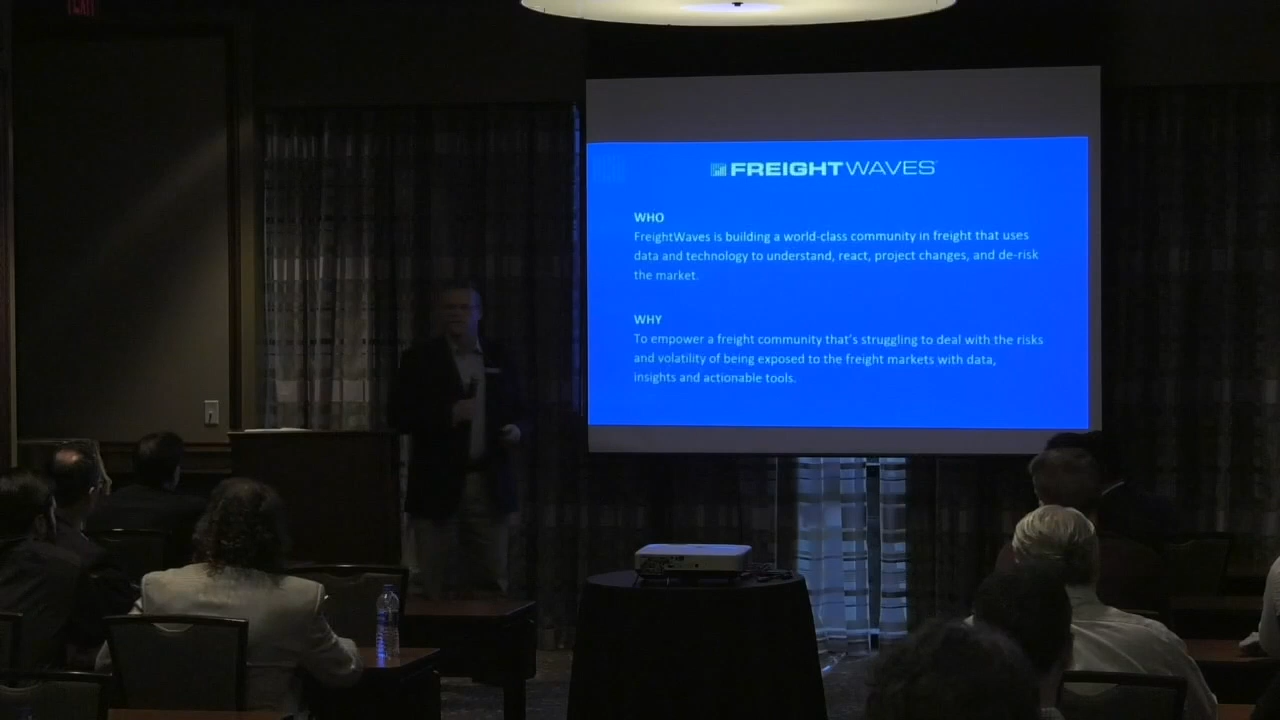 FREIGHTWAVES
WHO
FreightWaves is building a world-class community in freight that uses
data and technology to understand, react, project changes, and de-risk
the market.
WHY
To empower a freight community that's struggling to deal with the risks
and volatility of being exposed to the freight markets with data,
insights and actionable tools.